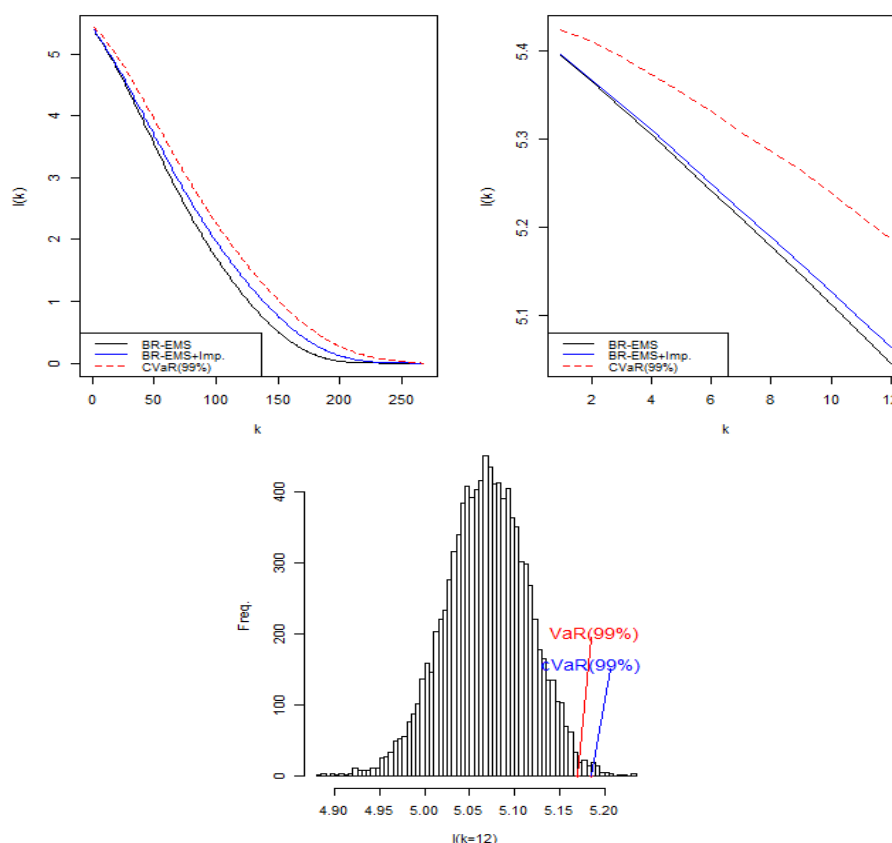 5
4
3
2
1
0
l(k)
BR-EMS
BR-EMS+Imp.
CVaR(99%)
0 50 100 150 200 250
k
5.4
5.3
5.2
5.1
l(k)
BR-EMS
BR-EMS+Imp.
CVaR(99%)
2 4 6 8 10 12
k
400
300
200
100
0
Freq.
VaR(99%)
cVaR(99%)
4.90 4.95 5.00 5.05 5.10 5.15 5.20
l(k=12)